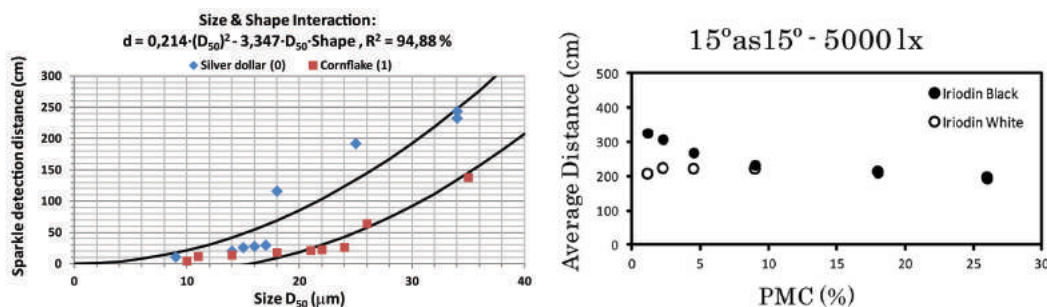 Size & Shape Interaction:
d = 0,214·(D₅₀)² - 3,347·D₅₀·Shape , R² = 94,88 %
Silver dollar (0) Cornflake (1)
Sparkle detection distance (cm)
300
250
200
150
100
50
0
0 10 20 30 40
Size D₅₀ (μm)
15ºas15º - 5000 lx
Average Distance (cm)
500
400
300
200
100
0
Iriodin Black
Iriodin White
0 5 10 15 20 25 30
PMC (%)